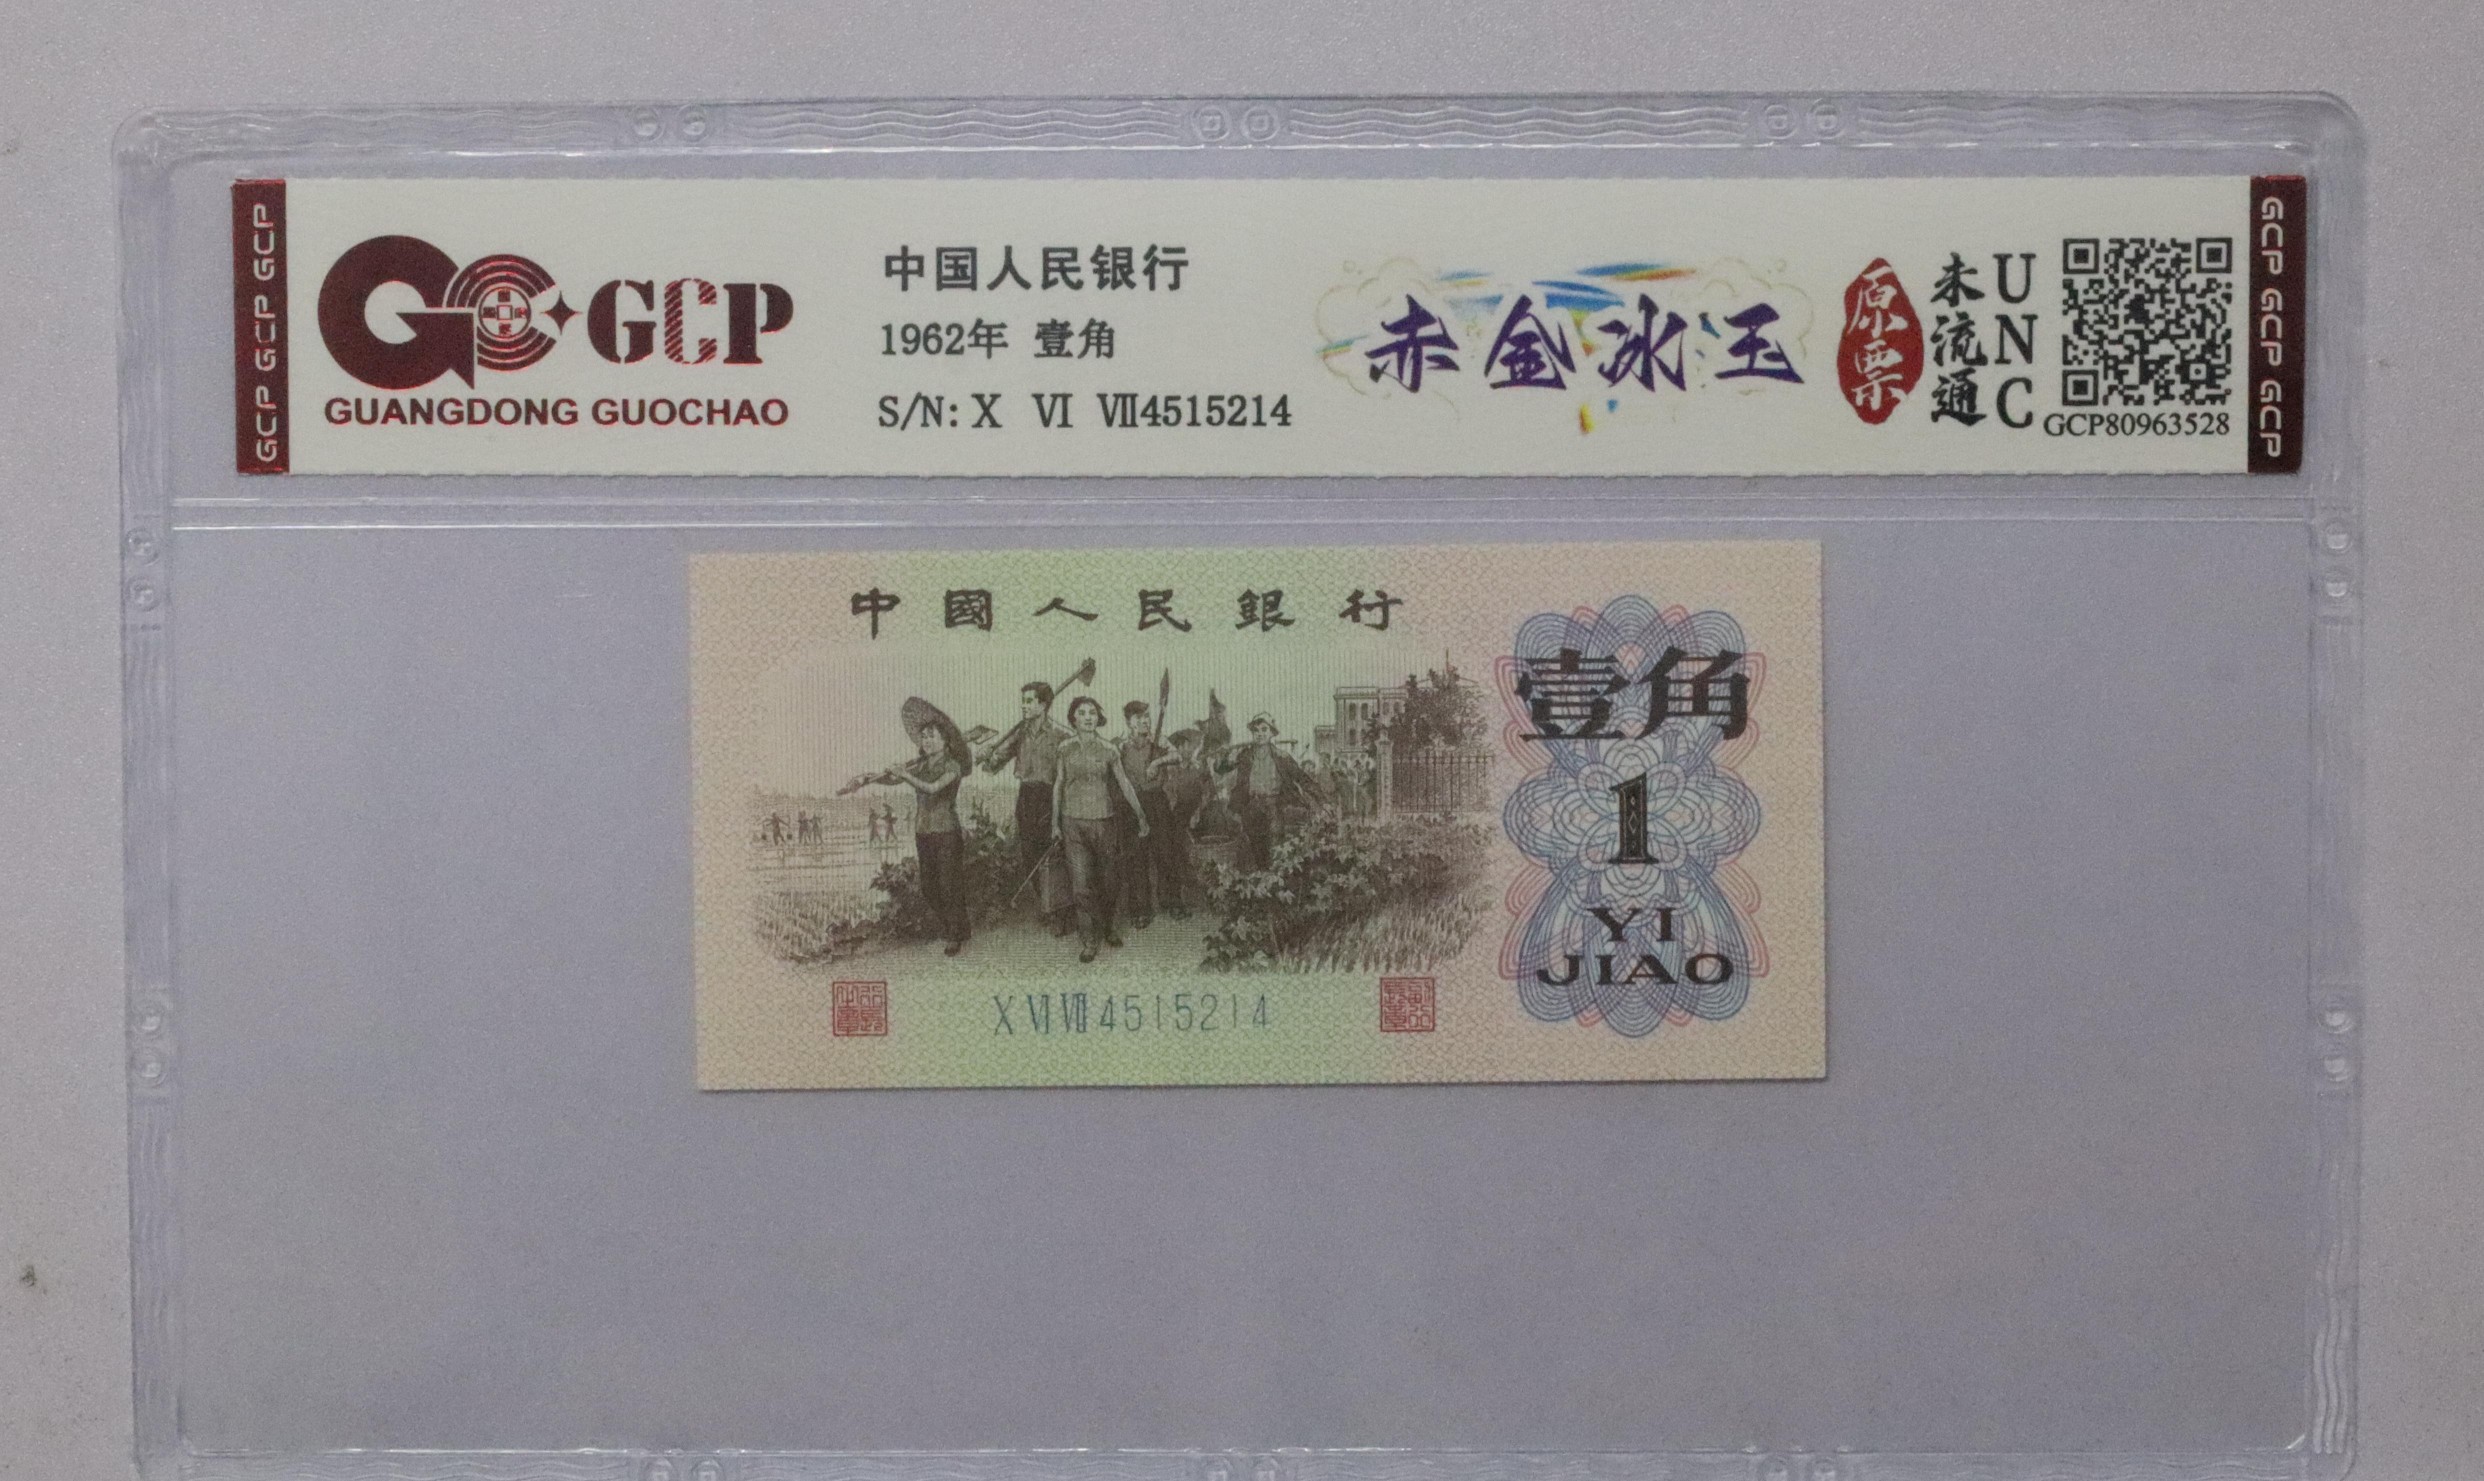 GCP GCP GCP
GCP
GUANGDONG GUOCHAO
中国人民银行
1962年 壹角
S/N: X VI VII4515214
赤金冰玉
原票
未流通
UNC
GCP80963528
GCP GCP GCP
中國人民銀行
壹角
1
YI
JIAO
X VI VII 4515214